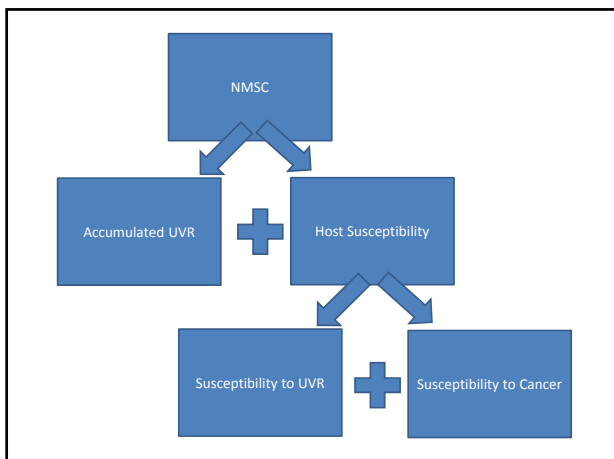 NMSC
Accumulated UVR
Host Susceptibility
Susceptibility to UVR
Susceptibility to Cancer